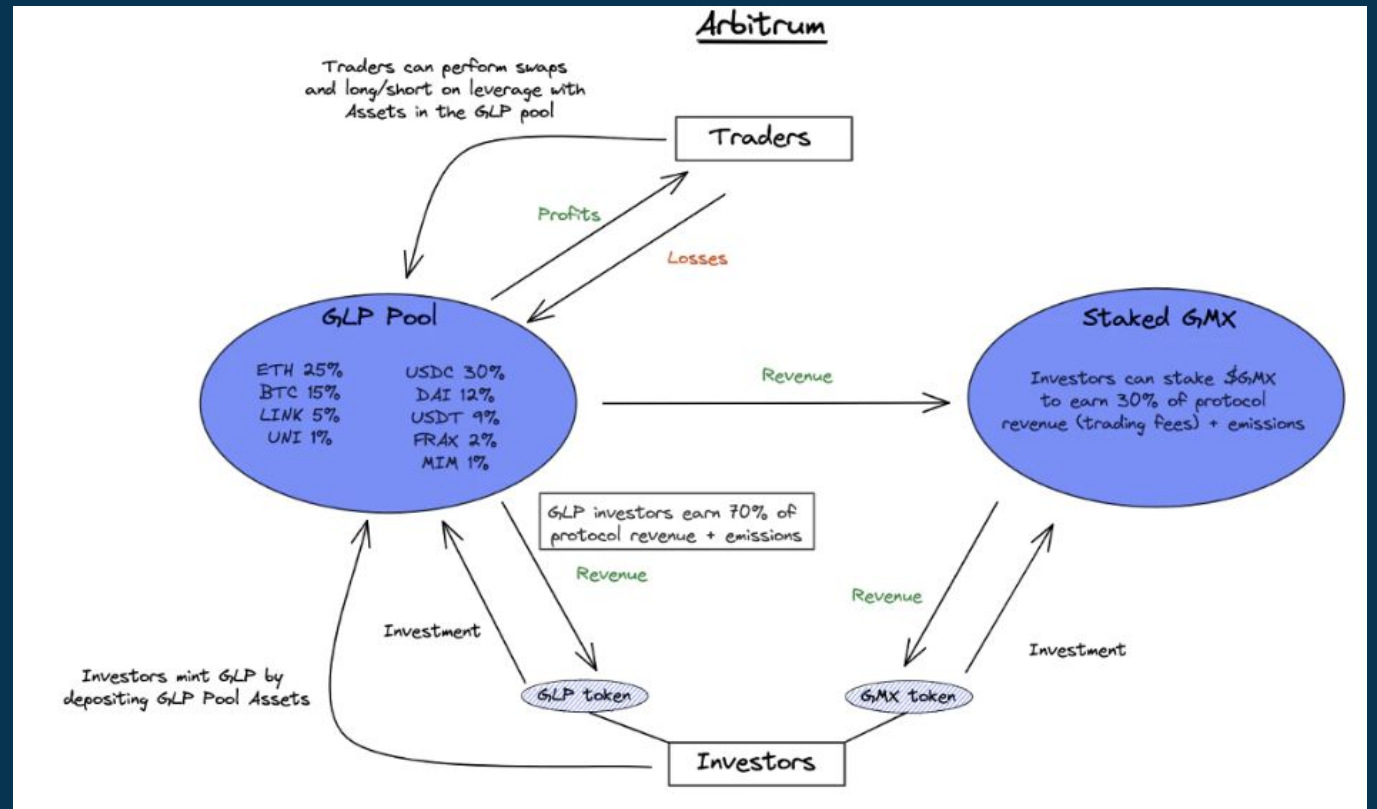 Arbitrum
Traders can perform swaps
and long/short on leverage with
Assets in the GLP pool
Traders
Profits
Losses
GLP Pool
ETH 25%
BTC 15%
LINK 5%
UNI 1%
USDC 30%
DAI 12%
USDT 9%
FRAX 2%
MIM 1%
Revenue
Staked GMX
Investors can stake $GMX
to earn 30% of protocol
revenue (trading fees) + emissions
GLP investors earn 70% of
protocol revenue + emissions
Revenue
Investment
Revenue
Investment
Investors mint GLP by
depositing GLP Pool Assets
GLP token
GMX token
Investors